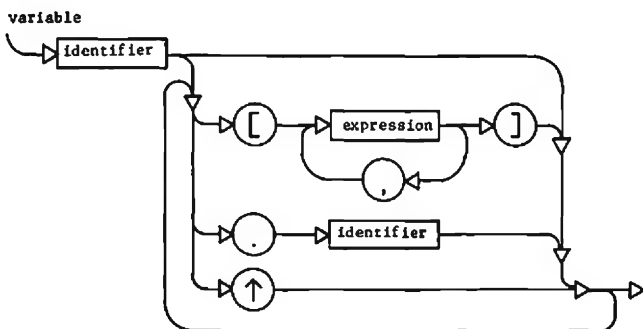 variable
identifier
[ expression ]
,
. identifier
↑